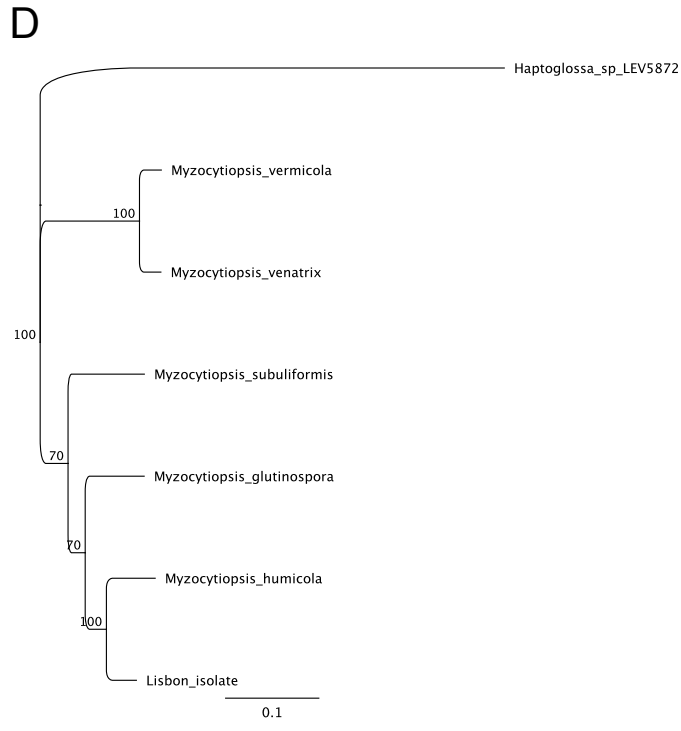 D
Haptoglossa_sp_LEV5872
Myzocytiopsis_vermicola
100
Myzocytiopsis_venatrix
100
Myzocytiopsis_subuliformis
70
Myzocytiopsis_glutinospora
70
Myzocytiopsis_humicola
100
Lisbon_isolate
0.1